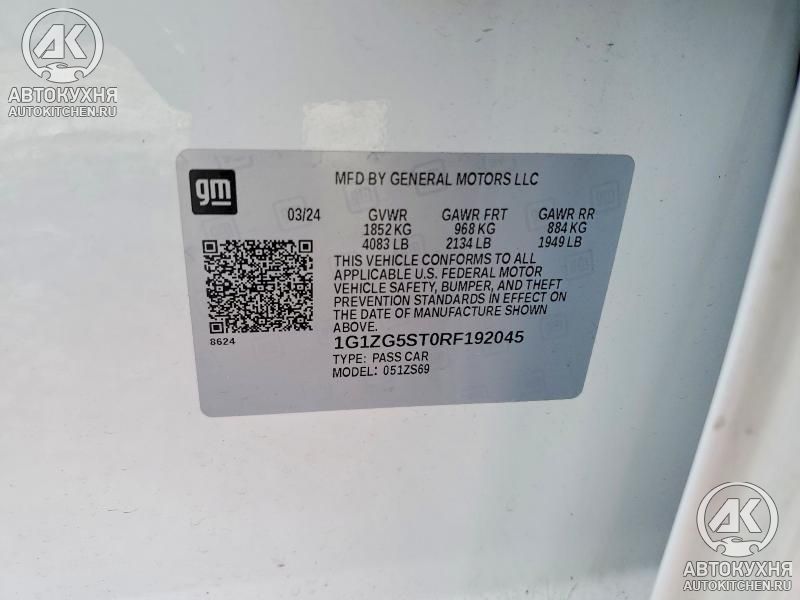 AK
АВТОКУХНЯ
AUTOKITCHEN.RU
gm
MFD BY GENERAL MOTORS LLC
03/24 GVWR GAWR FRT GAWR RR
1852 KG 968 KG 884 KG
4083 LB 2134 LB 1949 LB
THIS VEHICLE CONFORMS TO ALL
APPLICABLE U.S. FEDERAL MOTOR
VEHICLE SAFETY, BUMPER, AND THEFT
PREVENTION STANDARDS IN EFFECT ON
THE DATE OF MANUFACTURE SHOWN
ABOVE.
8624
1G1ZG5ST0RF192045
TYPE: PASS CAR
MODEL: 051ZS69
AK
АВТОКУХНЯ
AUTOKITCHEN.RU